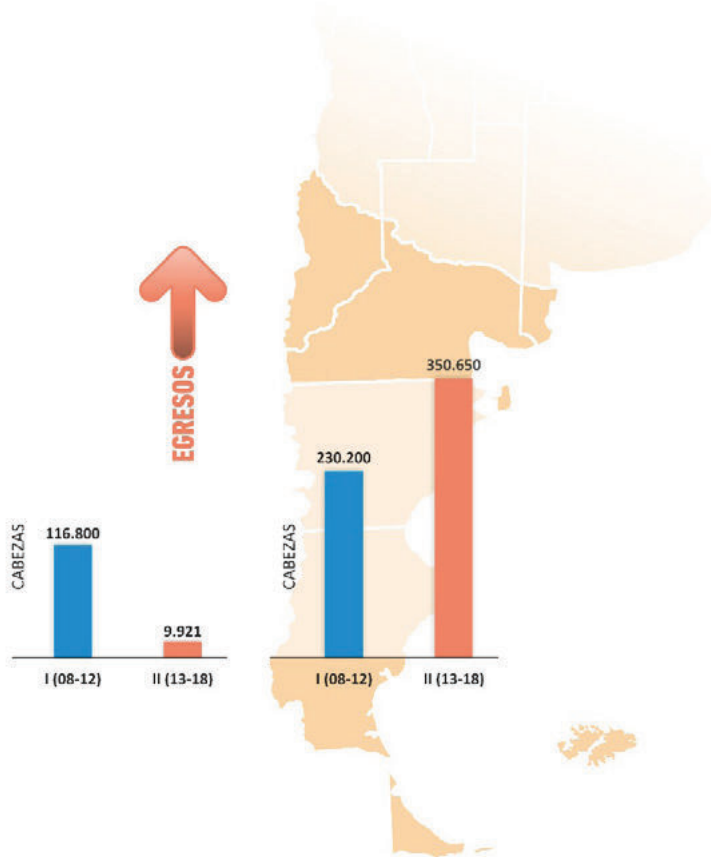 EGRESOS
CABEZAS
116.800
9.921
I (08-12)
II (13-18)
CABEZAS
230.200
350.650
I (08-12)
II (13-18)